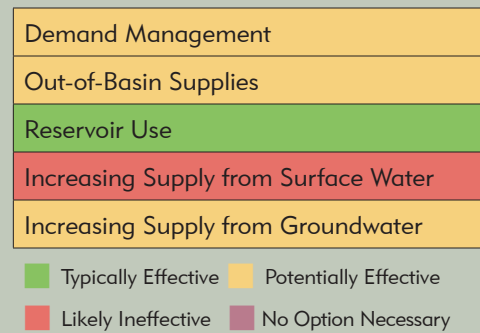 Demand Management
Out-of-Basin Supplies
Reservoir Use
Increasing Supply from Surface Water
Increasing Supply from Groundwater
Typically Effective Potentially Effective
Likely Ineffective No Option Necessary